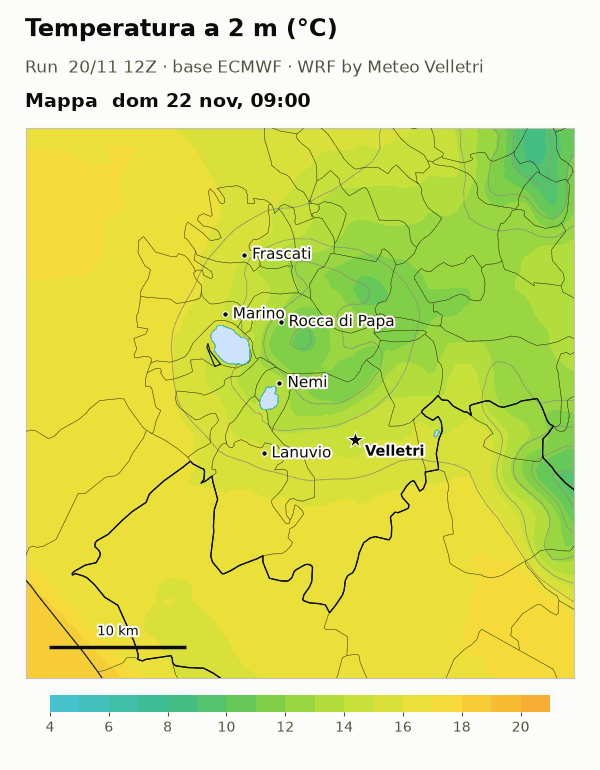 Temperatura a 2 m (°C)
Run  20/11 12Z · base ECMWF · WRF by Meteo Velletri
Mappa  dom 22 nov, 09:00
Frascati
Marino
Rocca di Papa
Nemi
Velletri
Lanuvio
10 km
4 6 8 10 12 14 16 18 20